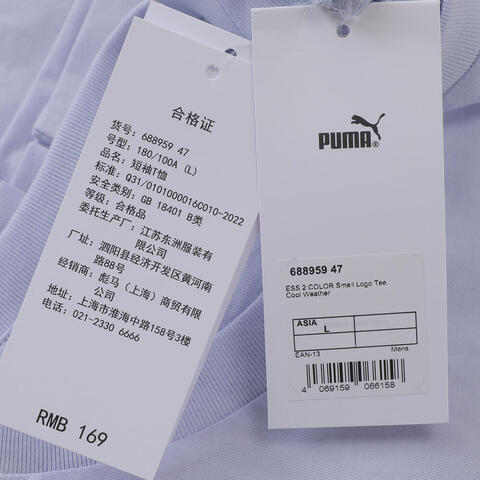 合格证
货号: 688959 47
号型: 180/100A (L)
品名: 短袖T恤
标准: Q31/0101000016C010-2022
安全类别: GB 18401 B类
等级: 合格品
委托生产厂: 江苏东洲服装有
限公司
厂址: 泗阳县经济开发区黄河南
路88号
经销商: 彪马（上海）商贸有限
公司
地址: 上海市淮海中路158号3楼
电话: 021-2330 6666
RMB 169
PUMA®
688959 47
ESS 2 COLOR Small Logo Tee
Cool Weather
ASIA
L
EAN-13
Mens
4 069159 066158